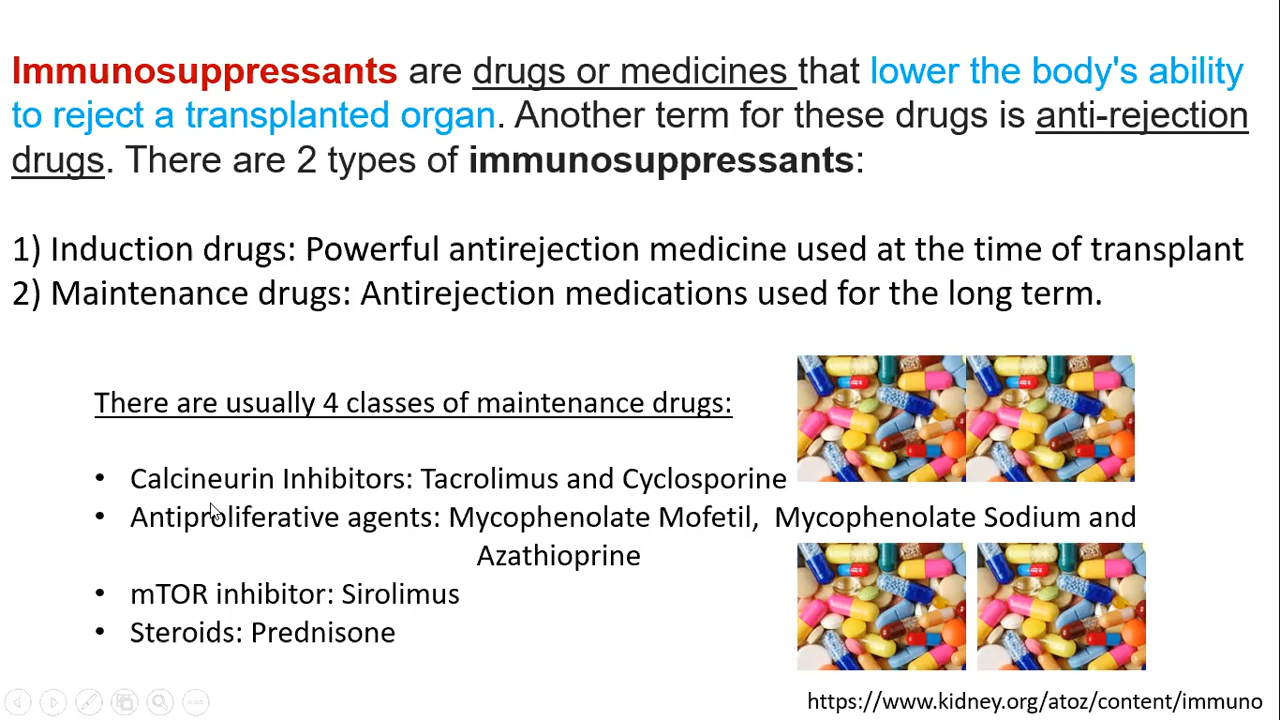 Immunosuppressants are drugs or medicines that lower the body's ability
to reject a transplanted organ. Another term for these drugs is anti-rejection
drugs. There are 2 types of immunosuppressants:
1) Induction drugs: Powerful antirejection medicine used at the time of transplant
2) Maintenance drugs: Antirejection medications used for the long term.
There are usually 4 classes of maintenance drugs:
• Calcineurin Inhibitors: Tacrolimus and Cyclosporine
• Antiproliferative agents: Mycophenolate Mofetil, Mycophenolate Sodium and
Azathioprine
• mTOR inhibitor: Sirolimus
• Steroids: Prednisone
https://www.kidney.org/atoz/content/immuno